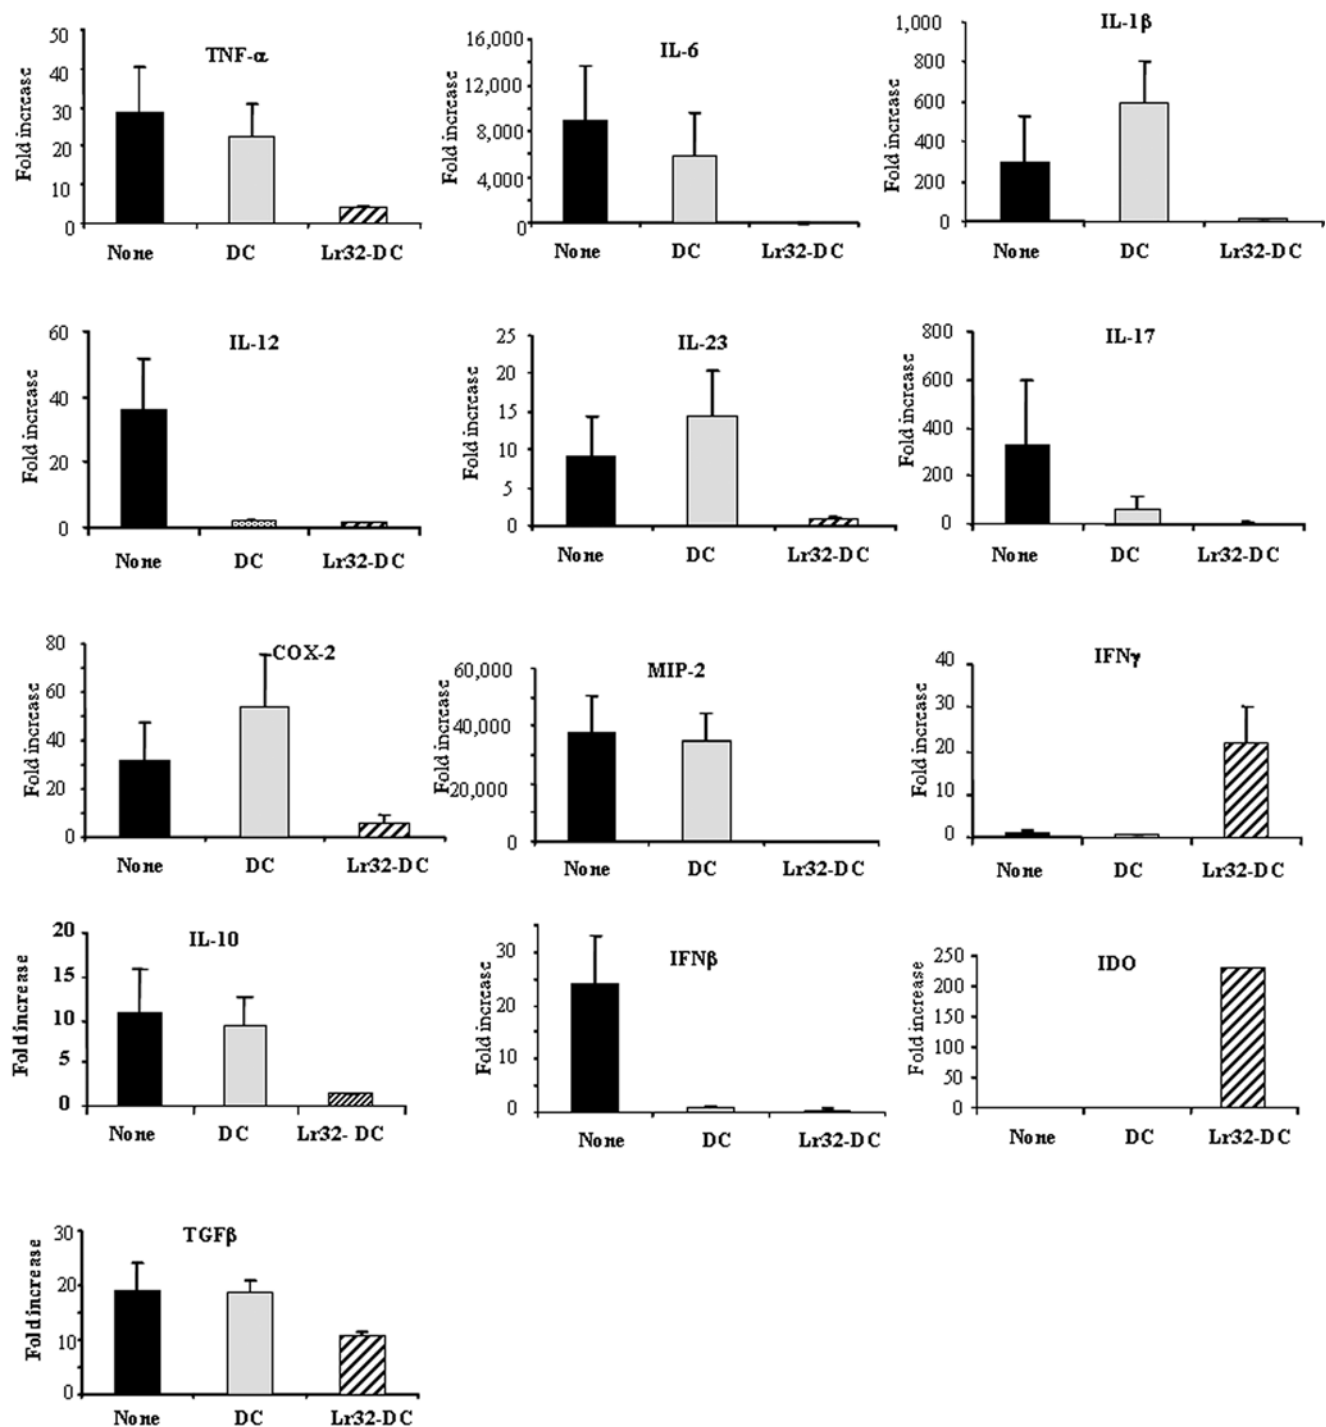 TNF-α
Fold increase
50
40
30
20
10
0
None DC Lr32-DC
IL-6
Fold increase
16,000
12,000
8,000
4,000
0
None DC Lr32-DC
IL-1β
Fold increase
1,000
800
600
400
200
0
None DC Lr32-DC
IL-12
Fold increase
60
40
20
0
None DC Lr32-DC
IL-23
Fold increase
25
20
15
10
5
0
None DC Lr32-DC
IL-17
Fold increase
800
600
400
200
0
None DC Lr32-DC
COX-2
Fold increase
80
60
40
20
0
None DC Lr32-DC
MIP-2
Fold increase
60,000
40,000
20,000
0
None DC Lr32-DC
IFNγ
Fold increase
40
30
20
10
0
None DC Lr32-DC
IL-10
Fold increase
20
15
10
5
0
None DC Lr32- DC
IFNβ
Fold increase
30
20
10
0
None DC Lr32-DC
IDO
Fold increase
250
200
150
100
50
0
None DC Lr32-DC
TGFβ
Fold increase
30
20
10
0
None DC Lr32-DC